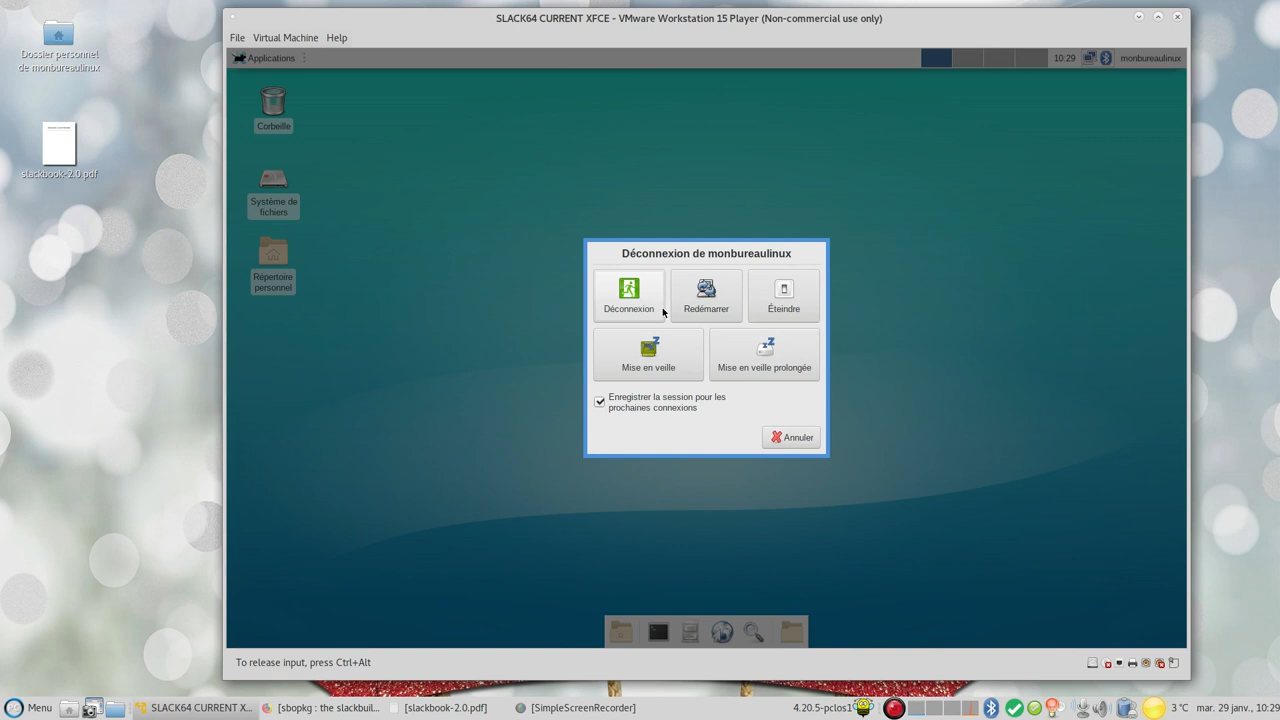 SLACK64 CURRENT XFCE - VMware Workstation 15 Player (Non-commercial use only)
File Virtual Machine Help
Applications
10:29
monbureaulinux
Dossier personnel
de monbureaulinux
slackbook-2.0.pdf
Corbeille
Système de
fichiers
Répertoire
personnel
Déconnexion de monbureaulinux
Déconnexion
Redémarrer
Éteindre
Mise en veille
Mise en veille prolongée
Enregistrer la session pour les
prochaines connexions
Annuler
To release input, press Ctrl+Alt
Menu
SLACK64 CURRENT X...
[sbopkg : the slackbuil...
[slackbook-2.0.pdf]
[SimpleScreenRecorder]
4.20.5-pclos1
3 °C
mar. 29 janv., 10:29